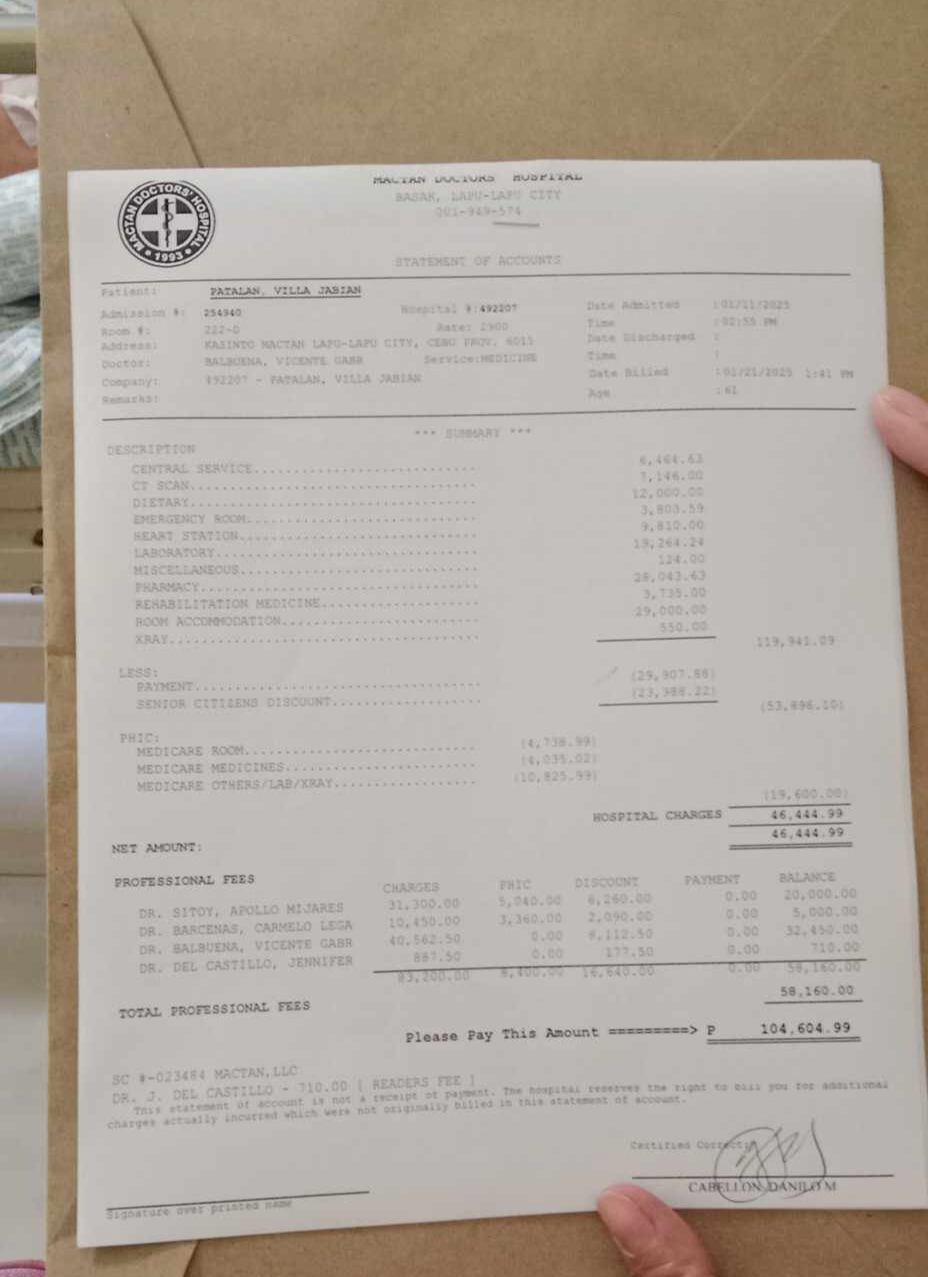 MACTAN DOCTORS' HOSPITAL
MACTAN DOCTORS' HOSPITAL
• 1993 •
BASAK, LAPU-LAPU CITY
001-949-574
STATEMENT OF ACCOUNTS
Patient: PATALAN, VILLA JABIAN
Admission #: 254940 Hospital #:492207 Date Admitted :01/11/2025
Room #: 222-D Rate: 2900 Time :02:55 PM
Address: KASINTO MACTAN LAPU-LAPU CITY, CEBU PROV. 6015 Date Discharged :
Doctor: BALBUENA, VICENTE GABR Service:MEDICINE Time :
Company: 492207 - PATALAN, VILLA JABIAN Date Billed :01/21/2025 1:41 PM
Remarks: Age :61
*** SUMMARY ***
DESCRIPTION
CENTRAL SERVICE............................ 6,464.63
CT SCAN.................................... 7,146.00
DIETARY.................................... 12,000.00
EMERGENCY ROOM............................. 3,803.59
HEART STATION.............................. 9,810.00
LABORATORY................................. 19,264.24
MISCELLANEOUS.............................. 124.00
PHARMACY................................... 28,043.63
REHABILITATION MEDICINE.................... 3,735.00
ROOM ACCOMMODATION......................... 29,000.00
XRAY....................................... 550.00
119,941.09
LESS:
PAYMENT.................................... (29,907.88)
SENIOR CITIZENS DISCOUNT................... (23,988.22)
(53,896.10)
PHIC:
MEDICARE ROOM............................. (4,738.99)
MEDICARE MEDICINES........................ (4,035.02)
MEDICARE OTHERS/LAB/XRAY.................. (10,825.99)
(19,600.00)
HOSPITAL CHARGES 46,444.99
NET AMOUNT: 46,444.99
PROFESSIONAL FEES CHARGES PHIC DISCOUNT PAYMENT BALANCE
DR. SITOY, APOLLO MIJARES 31,300.00 5,040.00 6,260.00 0.00 20,000.00
DR. BARCENAS, CARMELO LEGA 10,450.00 3,360.00 2,090.00 0.00 5,000.00
DR. BALBUENA, VICENTE GABR 40,562.50 0.00 8,112.50 0.00 32,450.00
DR. DEL CASTILLO, JENNIFER 887.50 0.00 177.50 0.00 710.00
83,200.00 8,400.00 16,640.00 0.00 58,160.00
TOTAL PROFESSIONAL FEES 58,160.00
Please Pay This Amount =========> P 104,604.99
SC #-023484 MACTAN,LLC
DR. J. DEL CASTILLO - 710.00 [ READERS FEE ]
This statement of account is not a receipt of payment. The hospital reserves the right to bill you for additional
charges actually incurred which were not originally billed in this statement of account.
Certified Correct:
CABELLON DANILO M
Signature over printed name